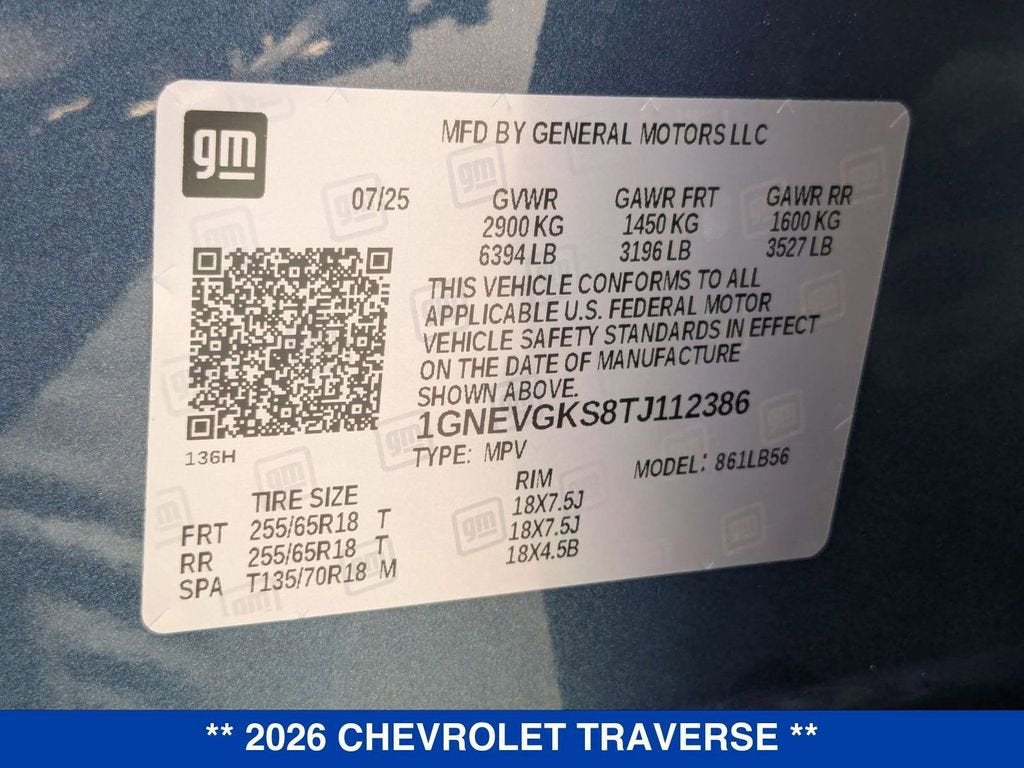 gm
MFD BY GENERAL MOTORS LLC
07/25
GVWR GAWR FRT GAWR RR
2900 KG 1450 KG 1600 KG
6394 LB 3196 LB 3527 LB
THIS VEHICLE CONFORMS TO ALL
APPLICABLE U.S. FEDERAL MOTOR
VEHICLE SAFETY STANDARDS IN EFFECT
ON THE DATE OF MANUFACTURE
SHOWN ABOVE.
1GNEVGKS8TJ112386
136H
TYPE: MPV MODEL: 861LB56
TIRE SIZE RIM
FRT 255/65R18 T 18X7.5J
RR 255/65R18 T 18X7.5J
SPA T135/70R18 M 18X4.5B
** 2026 CHEVROLET TRAVERSE **